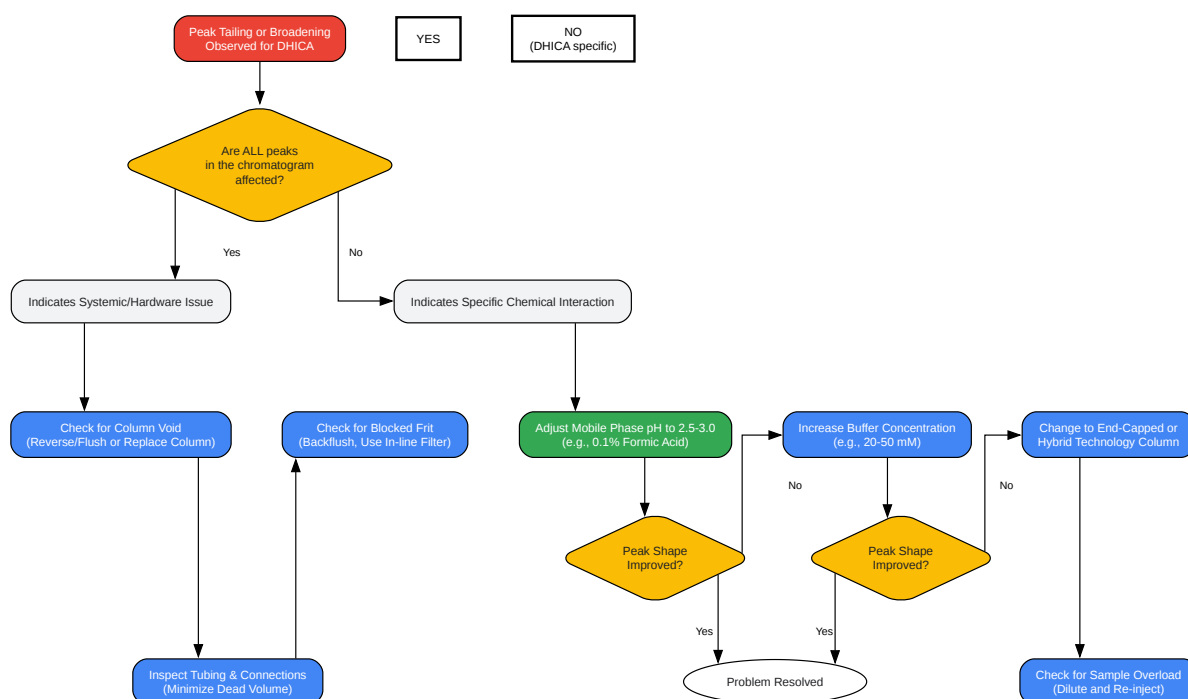 Peak Tailing or Broadening
Observed for DHICA
YES
NO
(DHICA specific)
Are ALL peaks
in the chromatogram
affected?
Yes
No
Indicates Systemic/Hardware Issue
Indicates Specific Chemical Interaction
Check for Column Void
(Reverse/Flush or Replace Column)
Check for Blocked Frit
(Backflush, Use In-line Filter)
Adjust Mobile Phase pH to 2.5-3.0
(e.g., 0.1% Formic Acid)
Increase Buffer Concentration
(e.g., 20-50 mM)
Change to End-Capped or
Hybrid Technology Column
No
No
Peak Shape
Improved?
Peak Shape
Improved?
Yes
Yes
Inspect Tubing & Connections
(Minimize Dead Volume)
Problem Resolved
Check for Sample Overload
(Dilute and Re-inject)